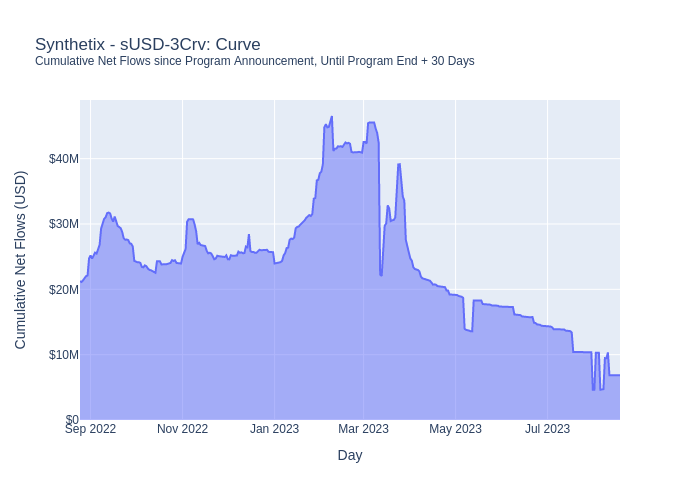 Synthetix - sUSD-3Crv: Curve
Cumulative Net Flows since Program Announcement, Until Program End + 30 Days
Cumulative Net Flows (USD)
$40M
$30M
$20M
$10M
$0
Sep 2022
Nov 2022
Jan 2023
Mar 2023
May 2023
Jul 2023
Day